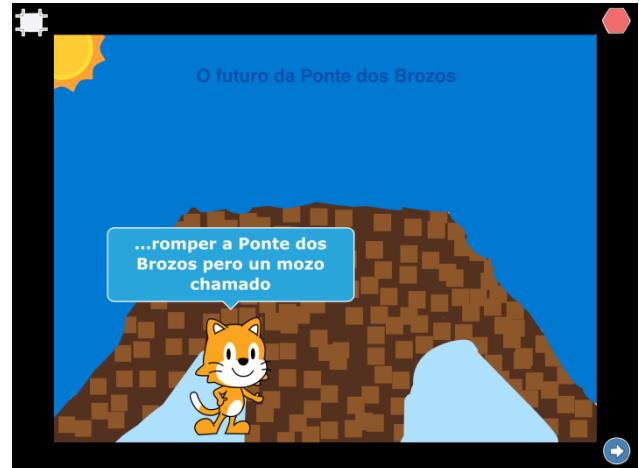 O futuro da Ponte dos Brozos
...romper a Ponte dos
Brozos pero un mozo
chamado